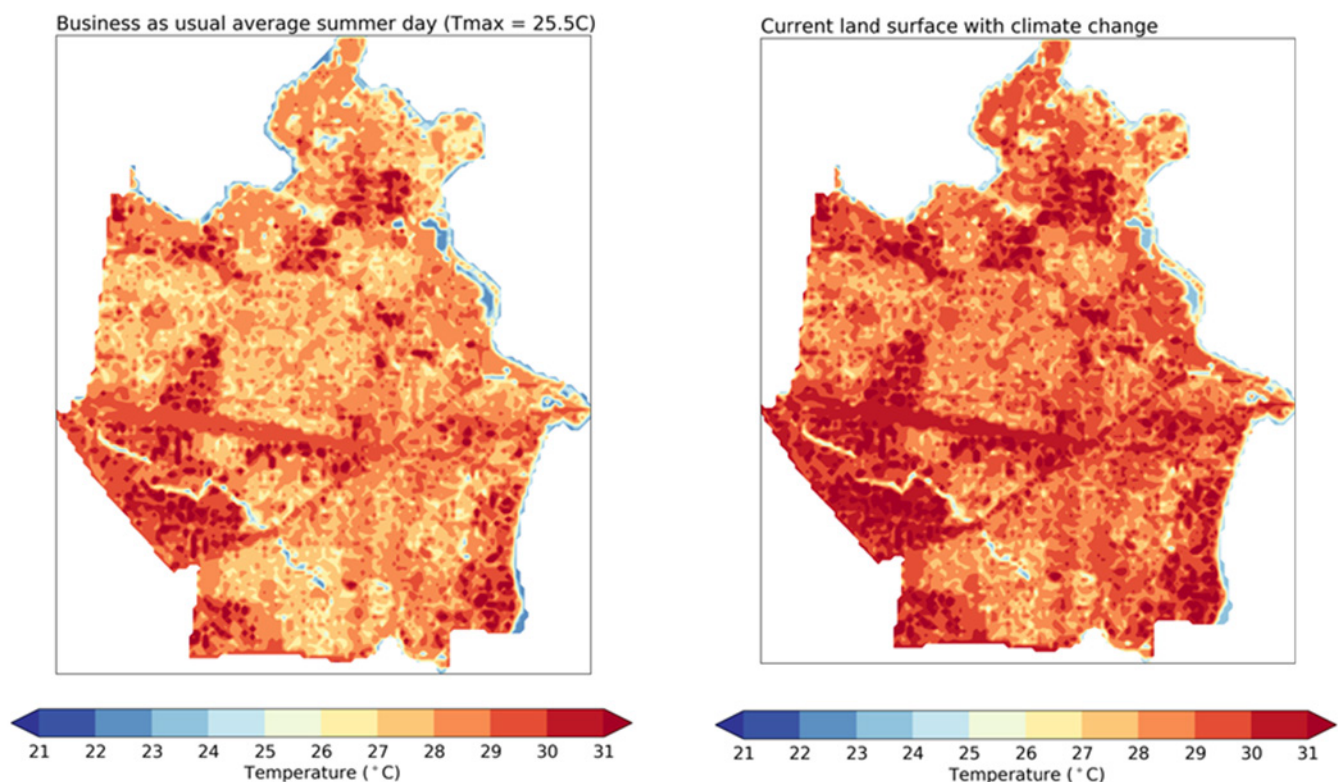 Business as usual average summer day (Tmax = 25.5C)
Current land surface with climate change
21 22 23 24 25 26 27 28 29 30 31
Temperature (°C)
21 22 23 24 25 26 27 28 29 30 31
Temperature (°C)